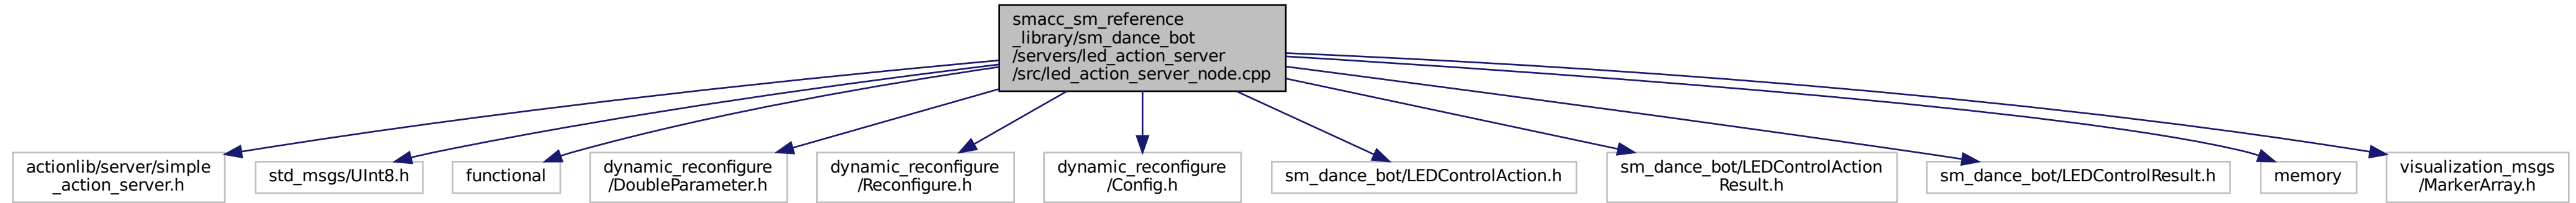 smacc_sm_reference
_library/sm_dance_bot
/servers/led_action_server
/src/led_action_server_node.cpp
actionlib/server/simple
_action_server.h
std_msgs/UInt8.h
functional
dynamic_reconfigure
/DoubleParameter.h
dynamic_reconfigure
/Reconfigure.h
dynamic_reconfigure
/Config.h
sm_dance_bot/LEDControlAction.h
sm_dance_bot/LEDControlAction
Result.h
sm_dance_bot/LEDControlResult.h
memory
visualization_msgs
/MarkerArray.h